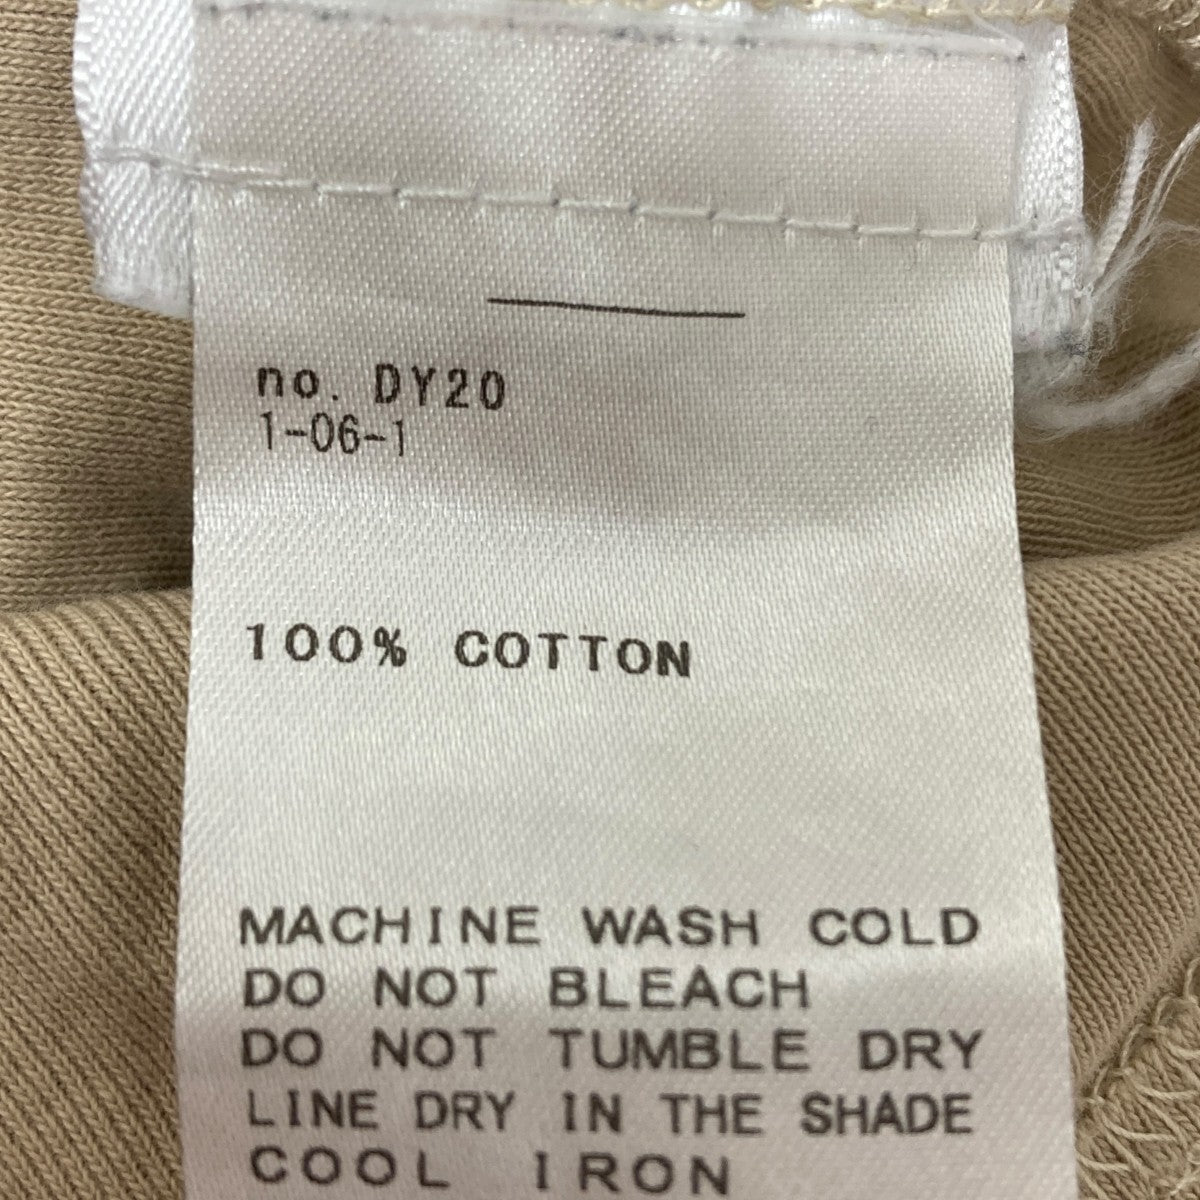 no. DY20
1-06-1
100% COTTON
MACHINE WASH COLD
DO NOT BLEACH
DO NOT TUMBLE DRY
LINE DRY IN THE SHADE
COOL IRON